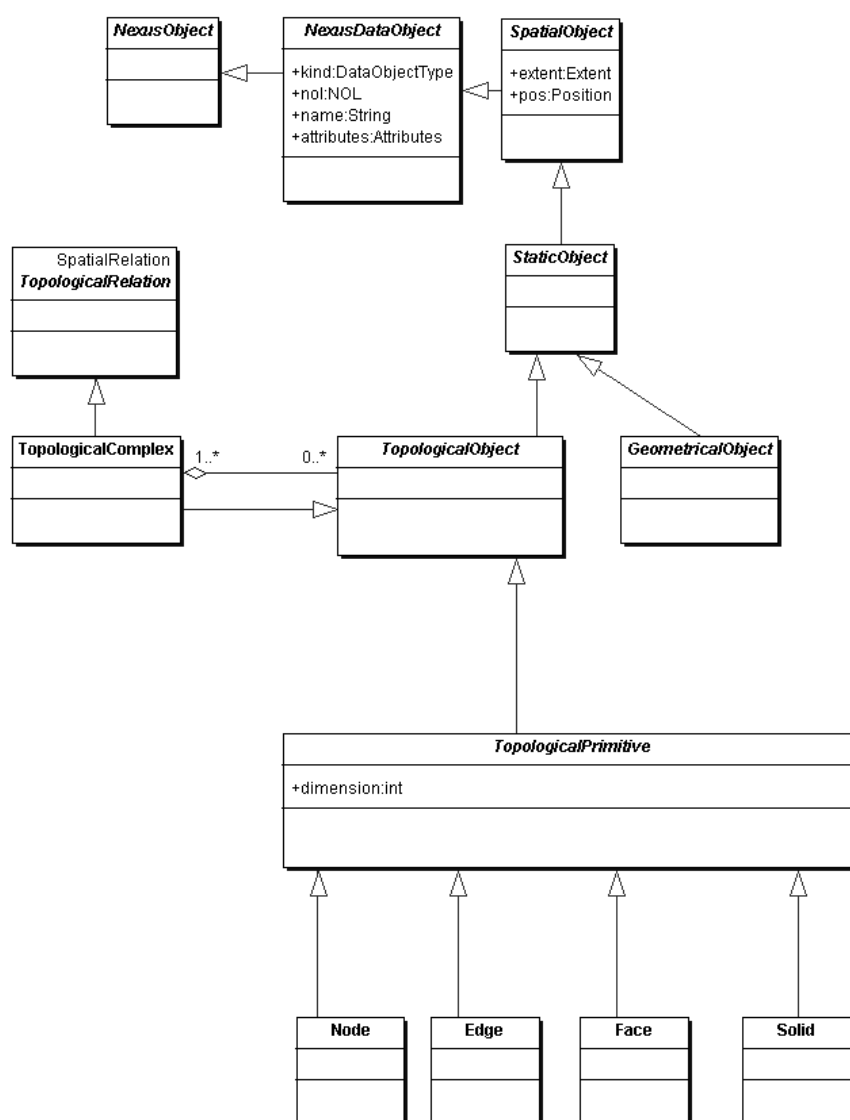 NexusObject
NexusDataObject
+kind:DataObjectType
+nol:NOL
+name:String
+attributes:Attributes
SpatialObject
+extent:Extent
+pos:Position
SpatialRelation
TopologicalRelation
StaticObject
TopologicalComplex
1..*
0..*
TopologicalObject
GeometricalObject
TopologicalPrimitive
+dimension:int
Node
Edge
Face
Solid